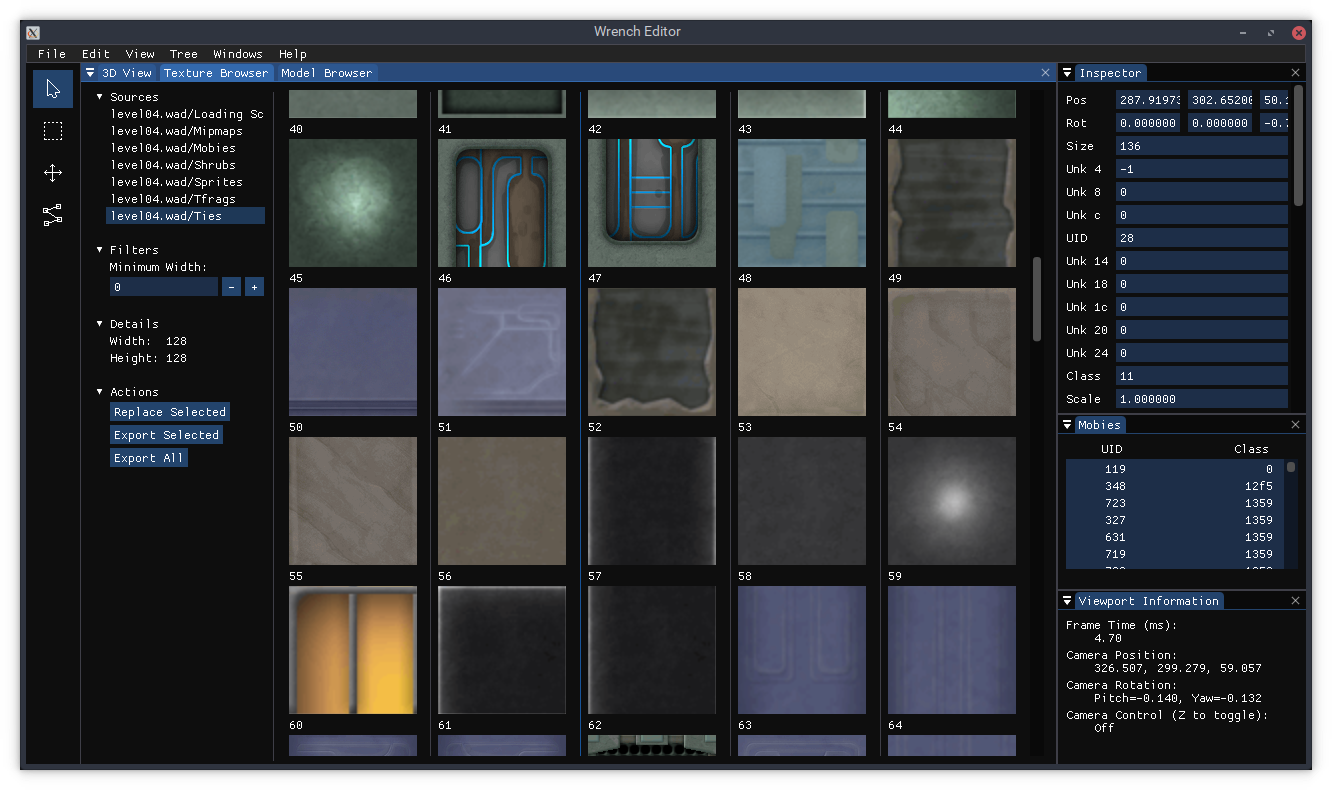 Wrench Editor
File Edit View Tree Windows Help
3D View Texture Browser Model Browser
Sources
level04.wad/Loading Sc
level04.wad/Mipmaps
level04.wad/Mobies
level04.wad/Shrubs
level04.wad/Sprites
level04.wad/Tfrags
level04.wad/Ties
Filters
Minimum Width:
0 - +
Details
Width: 128
Height: 128
Actions
Replace Selected
Export Selected
Export All
40 41 42 43 44
45 46 47 48 49
50 51 52 53 54
55 56 57 58 59
60 61 62 63 64
Inspector
Pos 287.91973 302.65200 50.
Rot 0.000000 0.000000 -0.
Size 136
Unk 4 -1
Unk 8 0
Unk c 0
UID 28
Unk 14 0
Unk 18 0
Unk 1c 0
Unk 20 0
Unk 24 0
Class 11
Scale 1.000000
Mobies
UID Class
119 0
348 12f5
723 1359
327 1359
631 1359
719 1359
Viewport Information
Frame Time (ms):
4.70
Camera Position:
326.507, 299.279, 59.057
Camera Rotation:
Pitch=-0.140, Yaw=-0.132
Camera Control (Z to toggle):
Off